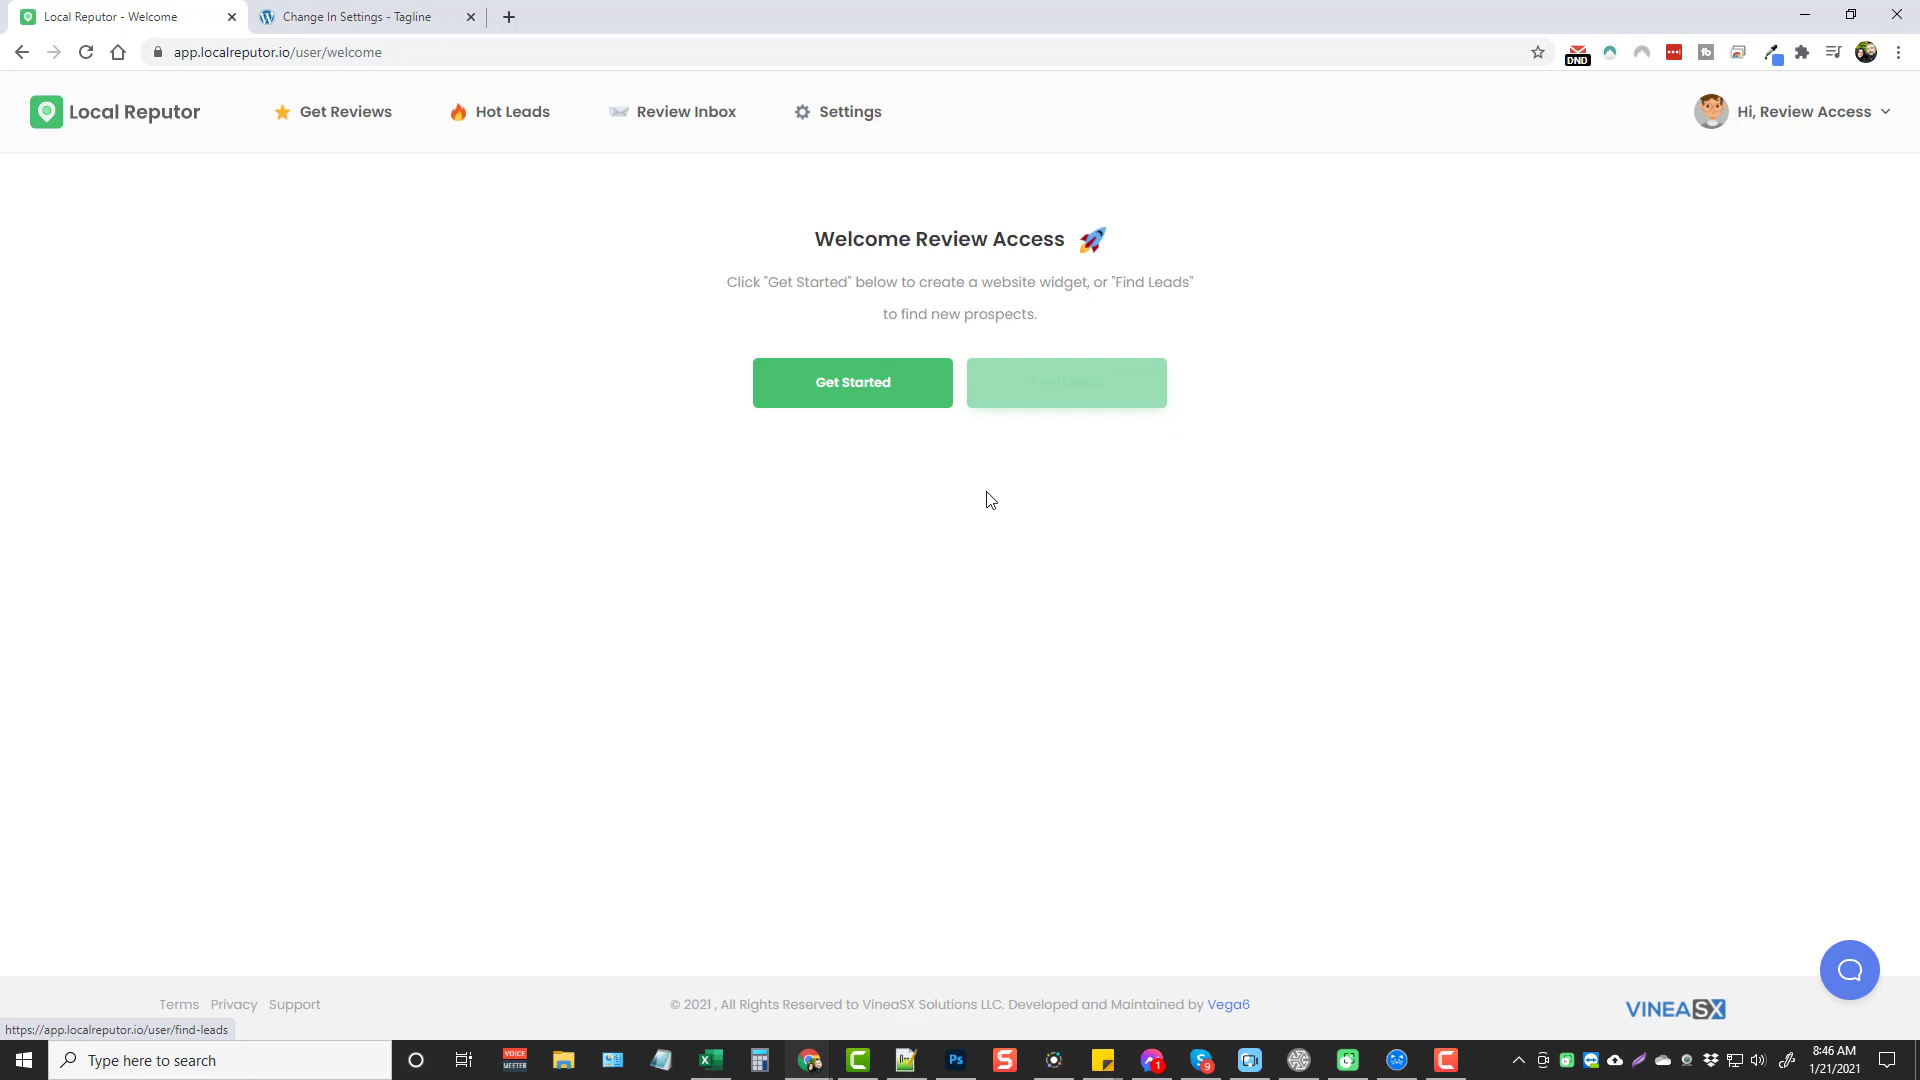 Local Reputor - Welcome
Change In Settings - Tagline
app.localreputor.io/user/welcome
DND
Local Reputor
Get Reviews
Hot Leads
Review Inbox
Settings
Hi, Review Access
Welcome Review Access
Click "Get Started" below to create a website widget, or "Find Leads"
to find new prospects.
Get Started
Terms
Privacy
Support
© 2021 , All Rights Reserved to VineaSX Solutions LLC. Developed and Maintained by Vega6
VINEASX
https://app.localreputor.io/user/find-leads
Type here to search
VOICE
MEETER
Ps
1
9
8:46 AM
1/21/2021